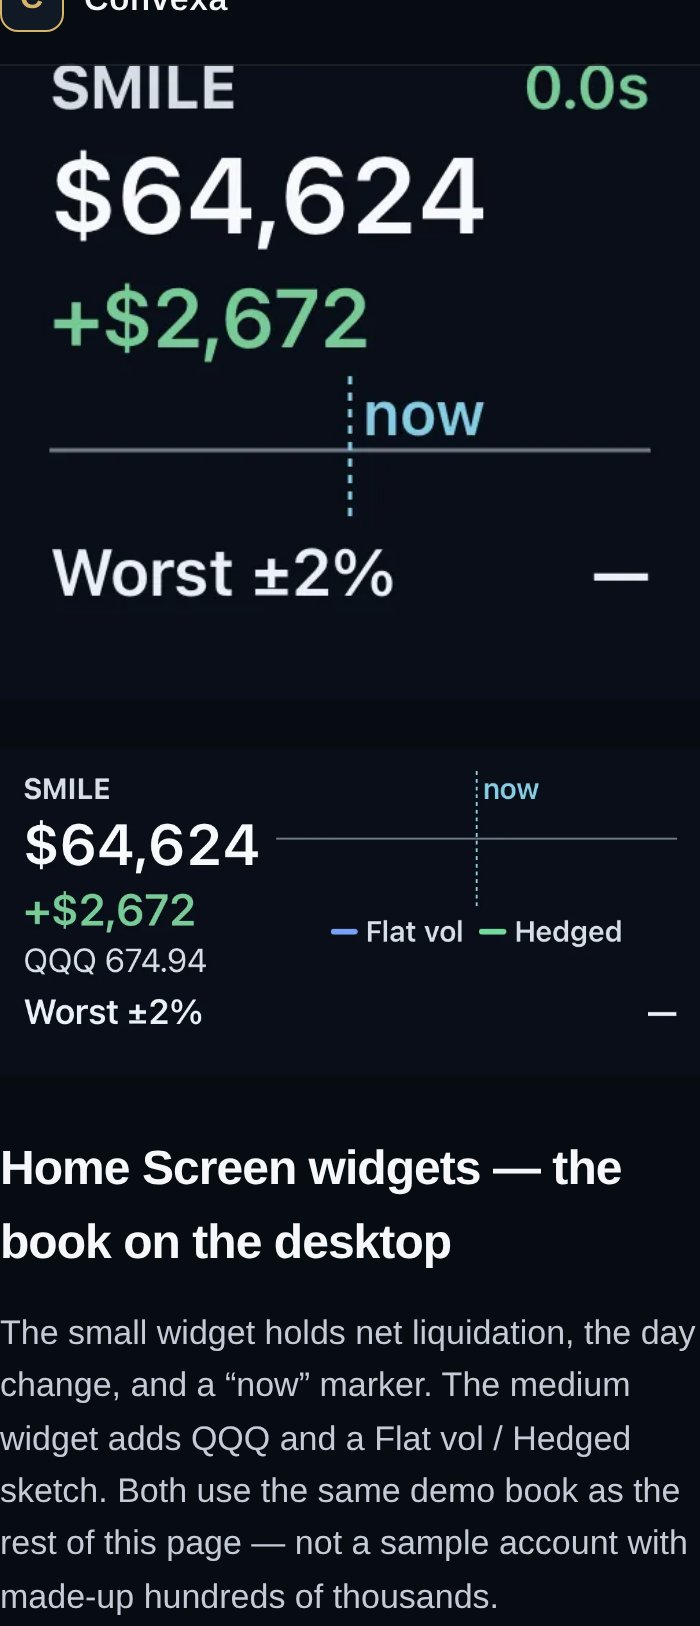 C Convexa
SMILE 0.0s
$64,624
+$2,672
now
Worst ±2% —
SMILE
$64,624
+$2,672
QQQ 674.94
now
Flat vol Hedged
Worst ±2% —
Home Screen widgets — the
book on the desktop
The small widget holds net liquidation, the day
change, and a “now” marker. The medium
widget adds QQQ and a Flat vol / Hedged
sketch. Both use the same demo book as the
rest of this page — not a sample account with
made-up hundreds of thousands.